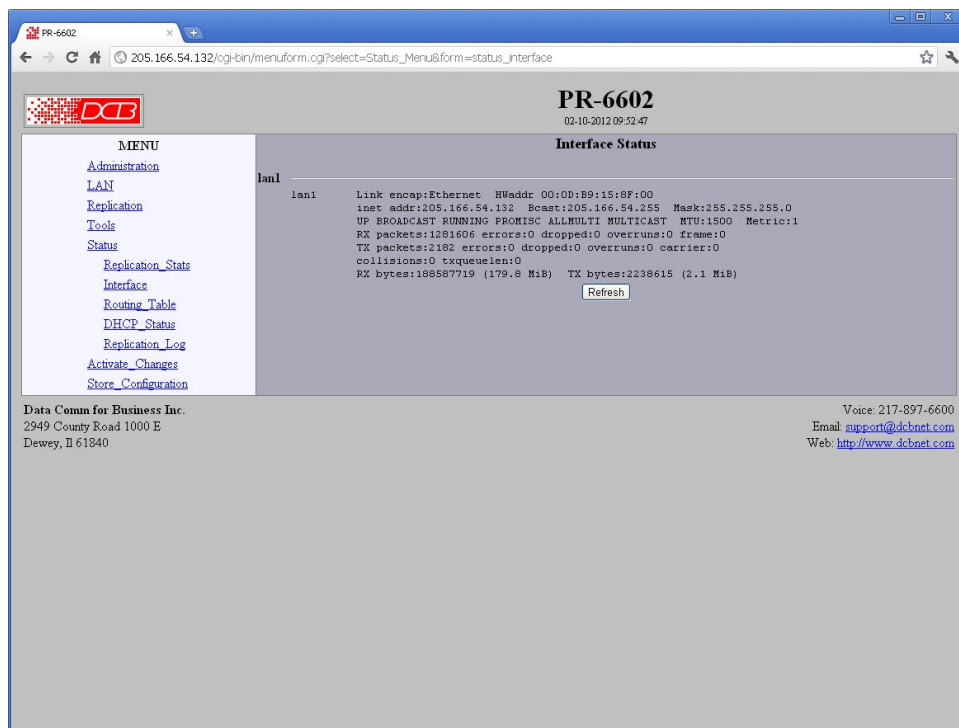 PR-6602
205.166.54.132/cgi-bin/menuform.cgi?select=Status_Menu&form=status_interface
DCB
PR-6602
02-10-2012 09:52:47
MENU
Administration
LAN
Replication
Tools
Status
Replication_Stats
Interface
Routing_Table
DHCP_Status
Replication_Log
Activate_Changes
Store_Configuration
Interface Status
lan1
lan1 Link encap:Ethernet HWaddr 00:0D:B9:15:8F:00
inet addr:205.166.54.132 Bcast:205.166.54.255 Mask:255.255.255.0
UP BROADCAST RUNNING PROMISC ALLMULTI MULTICAST MTU:1500 Metric:1
RX packets:1281606 errors:0 dropped:0 overruns:0 frame:0
TX packets:2182 errors:0 dropped:0 overruns:0 carrier:0
collisions:0 txqueuelen:0
RX bytes:188587719 (179.8 MiB) TX bytes:2238615 (2.1 MiB)
Refresh
Data Comm for Business Inc.
2949 County Road 1000 E
Dewey, Il 61840
Voice: 217-897-6600
Email: support@dcbnet.com
Web: http://www.dcbnet.com